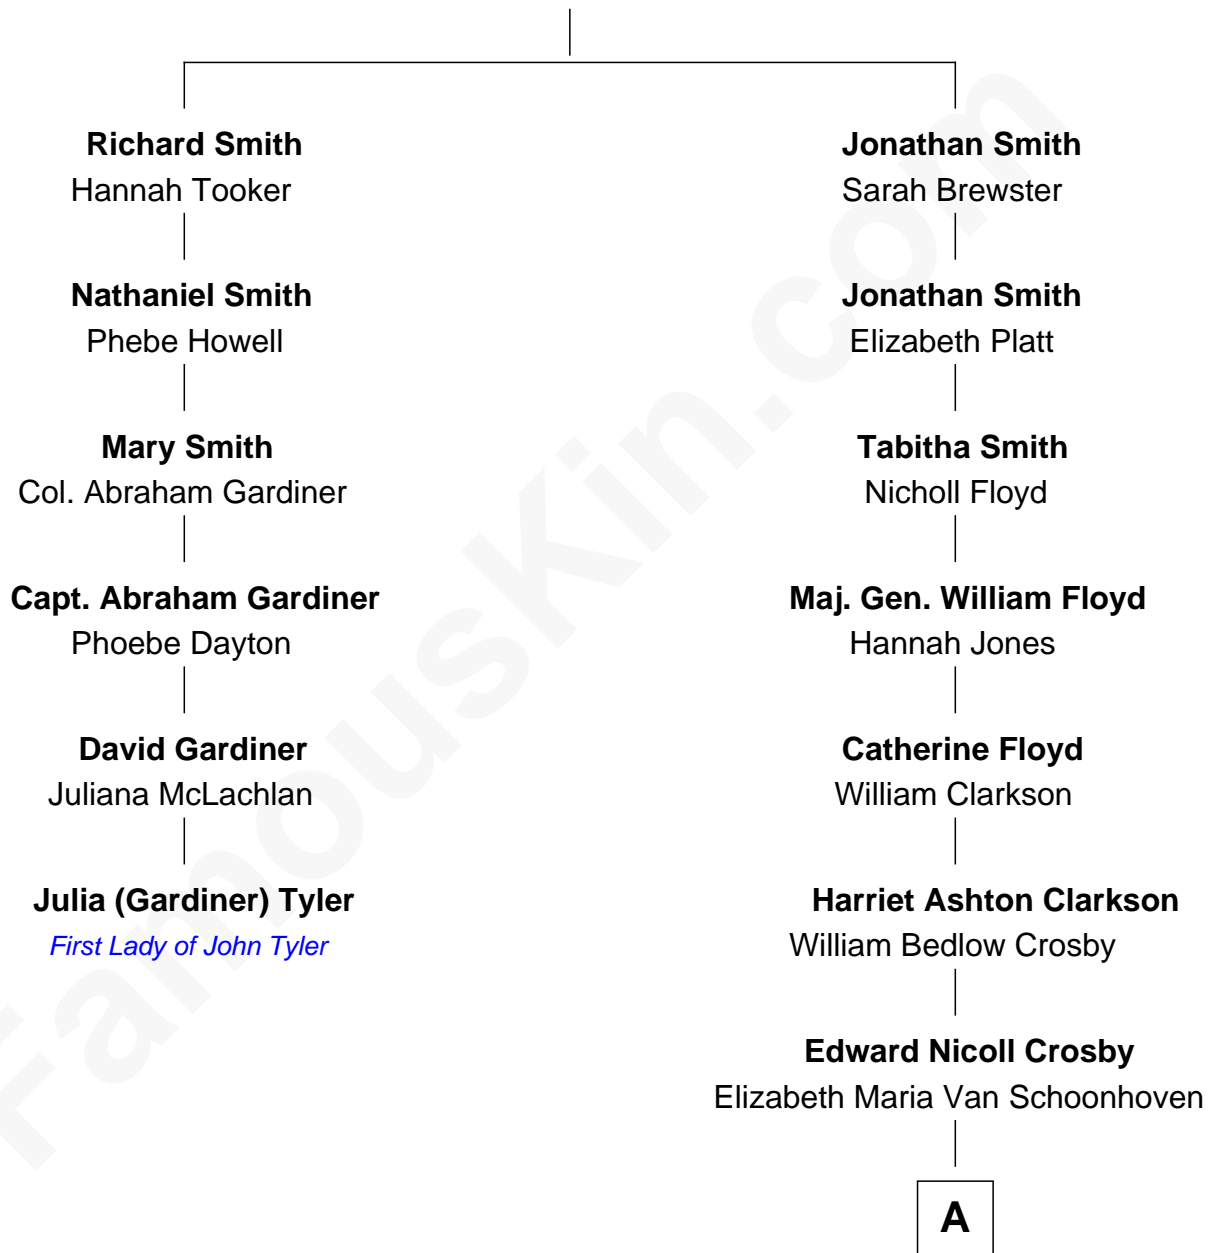 Richard Smith
Hannah Tooker
Nathaniel Smith
Phebe Howell
Mary Smith
Col. Abraham Gardiner
Capt. Abraham Gardiner
Phoebe Dayton
David Gardiner
Juliana McLachlan
Julia (Gardiner) Tyler
First Lady of John Tyler
Jonathan Smith
Sarah Brewster
Jonathan Smith
Elizabeth Platt
Tabitha Smith
Nicholl Floyd
Maj. Gen. William Floyd
Hannah Jones
Catherine Floyd
William Clarkson
Harriet Ashton Clarkson
William Bedlow Crosby
Edward Nicoll Crosby
Elizabeth Maria Van Schoonhoven
A
FamousKin.com